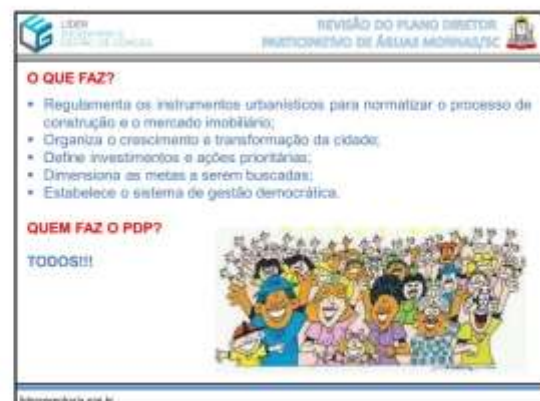 LÍDER
REVISÃO DO PLANO DIRETOR
PARTICIPATIVO DE ÁGUAS MORNAS/SC
O QUE FAZ?
• Regulamenta os instrumentos urbanísticos para normatizar o processo de
construção e o mercado imobiliário;
• Organiza o crescimento e transformação da cidade;
• Define investimentos e ações prioritárias;
• Dimensiona as metas a serem buscadas;
• Estabelece o sistema de gestão democrática.
QUEM FAZ O PDP?
TODOS!!!